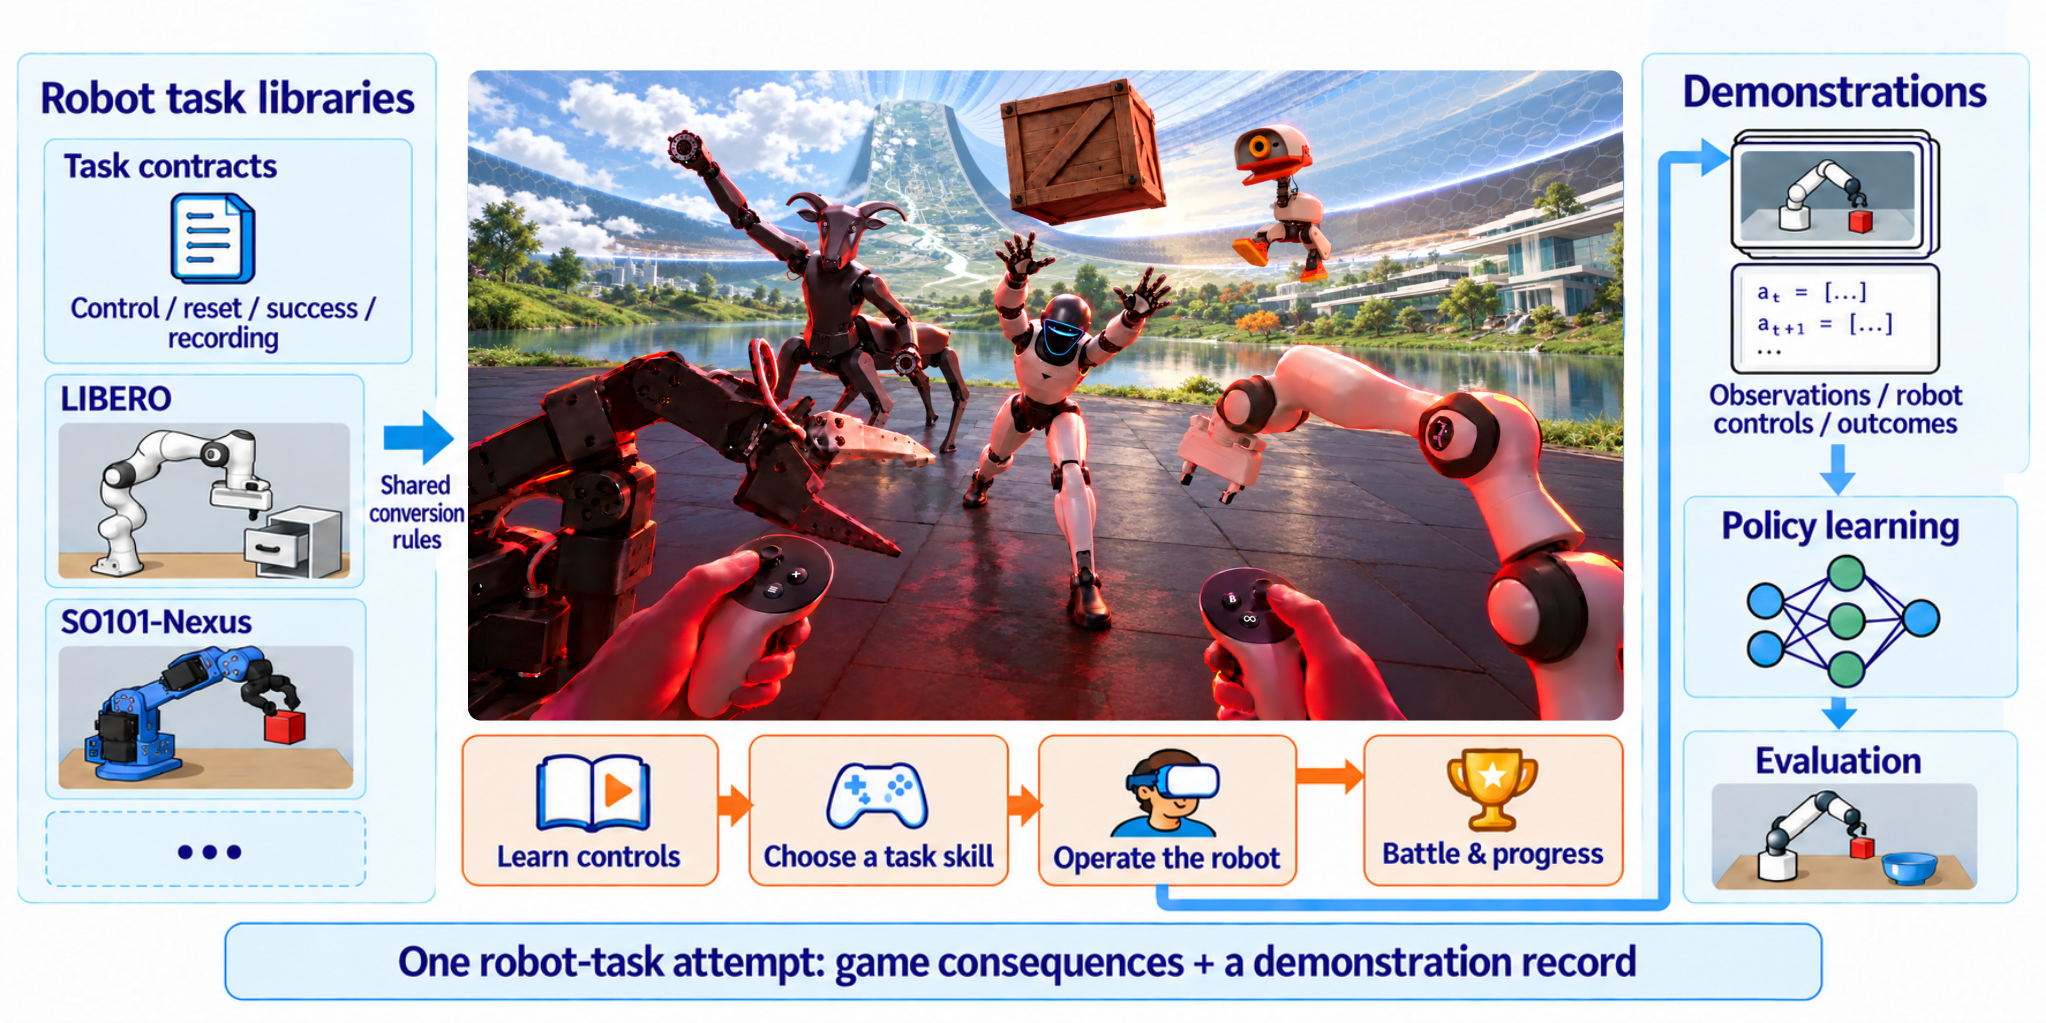 Robot task libraries
Task contracts
Control / reset / success /
recording
LIBERO
SO101-Nexus
•••
Shared
conversion
rules
B
Learn controls
Choose a task skill
Operate the robot
Battle & progress
Demonstrations
a_t = [...]
a_{t+1} = [...]
...
Observations / robot
controls / outcomes
Policy learning
Evaluation
One robot-task attempt: game consequences + a demonstration record